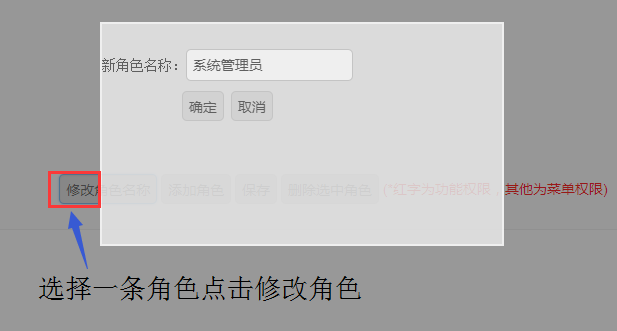 新角色名称：系统管理员
确定 取消
修改角色名称 添加角色 保存 删除选中角色 (*红字为功能权限，其他为菜单权限)
选择一条角色点击修改角色